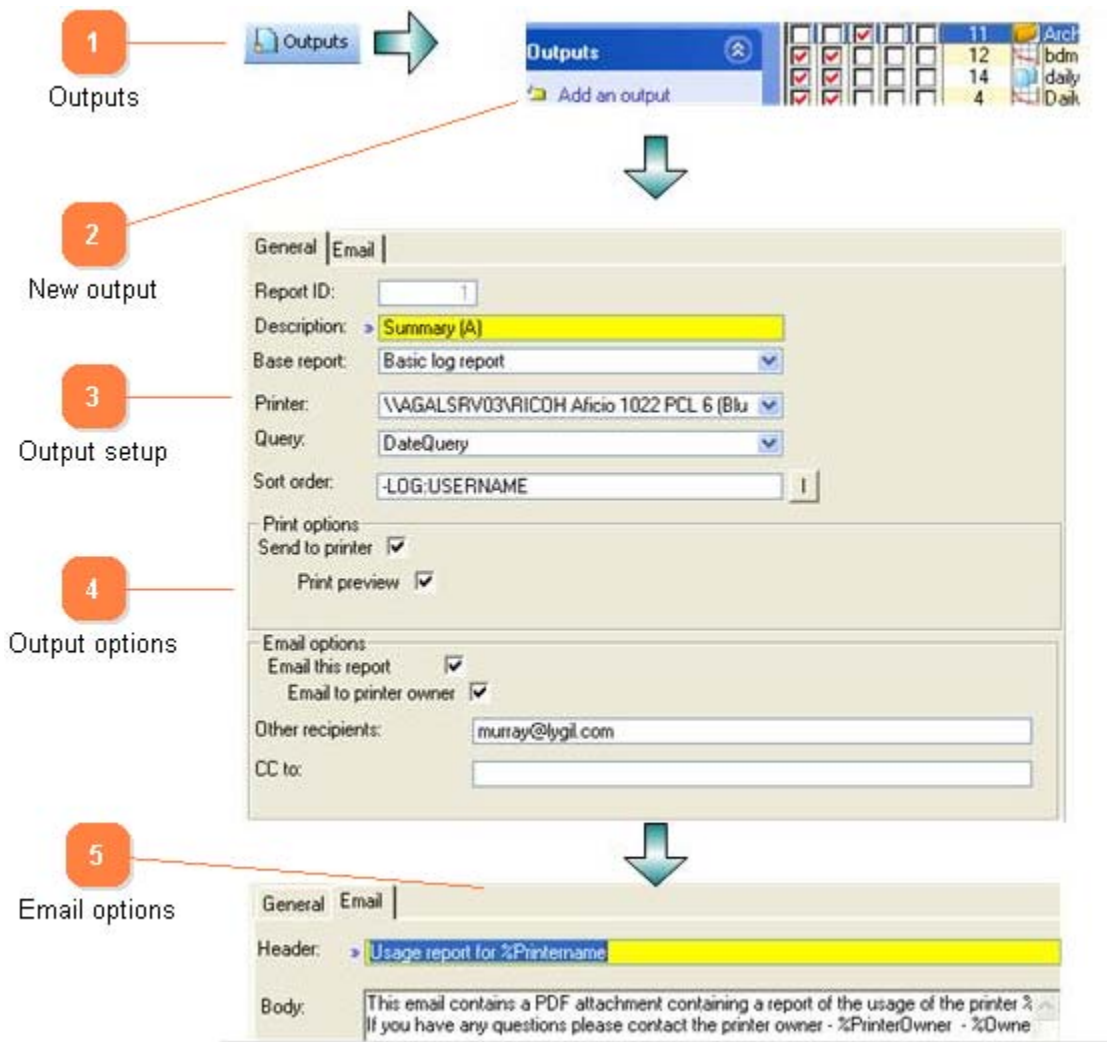 1
Outputs
Outputs
Outputs
Add an output
11 Arch
12 bdm
14 daily
4 Daily
2
New output
General Email
Report ID: 1
Description: » Summary (A)
Base report: Basic log report
3
Output setup
Printer: \\AGALSRV03\RICOH Aficio 1022 PCL 6 (Blu
Query: DateQuery
Sort order: -LOG:USERNAME I
Print options
Send to printer
Print preview
4
Output options
Email options
Email this report
Email to printer owner
Other recipients: murray@lygil.com
CC to:
5
Email options
General Email
Header: » Usage report for %Printername
Body: This email contains a PDF attachment containing a report of the usage of the printer %
If you have any questions please contact the printer owner - %PrinterOwner - %Owne